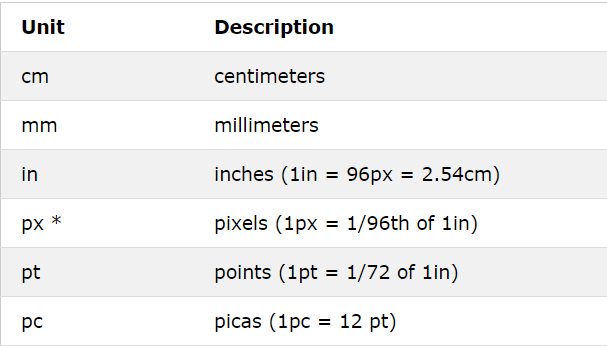 Unit Description
cm centimeters
mm millimeters
in inches (1in = 96px = 2.54cm)
px * pixels (1px = 1/96th of 1in)
pt points (1pt = 1/72 of 1in)
pc picas (1pc = 12 pt)